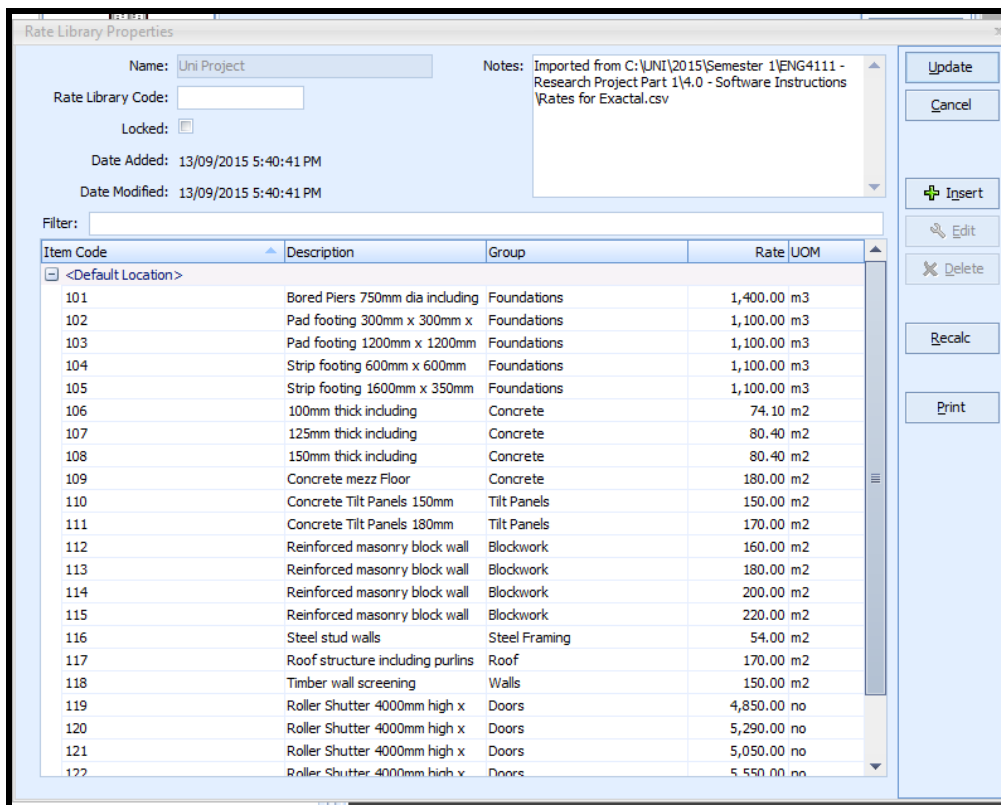 Rate Library Properties
Name: Uni Project
Notes: Imported from C:\UNI\2015\Semester 1\ENG4111 -
Research Project Part 1\4.0 - Software Instructions
\Rates for Exactal.csv
Rate Library Code:
Locked:
Date Added: 13/09/2015 5:40:41 PM
Date Modified: 13/09/2015 5:40:41 PM
Update
Cancel
Insert
Edit
Delete
Recalc
Print
Filter:
Item Code Description Group Rate UOM
<Default Location>
101 Bored Piers 750mm dia including Foundations 1,400.00 m3
102 Pad footing 300mm x 300mm x Foundations 1,100.00 m3
103 Pad footing 1200mm x 1200mm Foundations 1,100.00 m3
104 Strip footing 600mm x 600mm Foundations 1,100.00 m3
105 Strip footing 1600mm x 350mm Foundations 1,100.00 m3
106 100mm thick including Concrete 74.10 m2
107 125mm thick including Concrete 80.40 m2
108 150mm thick including Concrete 80.40 m2
109 Concrete mezz Floor Concrete 180.00 m2
110 Concrete Tilt Panels 150mm Tilt Panels 150.00 m2
111 Concrete Tilt Panels 180mm Tilt Panels 170.00 m2
112 Reinforced masonry block wall Blockwork 160.00 m2
113 Reinforced masonry block wall Blockwork 180.00 m2
114 Reinforced masonry block wall Blockwork 200.00 m2
115 Reinforced masonry block wall Blockwork 220.00 m2
116 Steel stud walls Steel Framing 54.00 m2
117 Roof structure including purlins Roof 170.00 m2
118 Timber wall screening Walls 150.00 m2
119 Roller Shutter 4000mm high x Doors 4,850.00 no
120 Roller Shutter 4000mm high x Doors 5,290.00 no
121 Roller Shutter 4000mm high x Doors 5,050.00 no
122 Roller Shutter 4000mm high x Doors 5,550.00 no